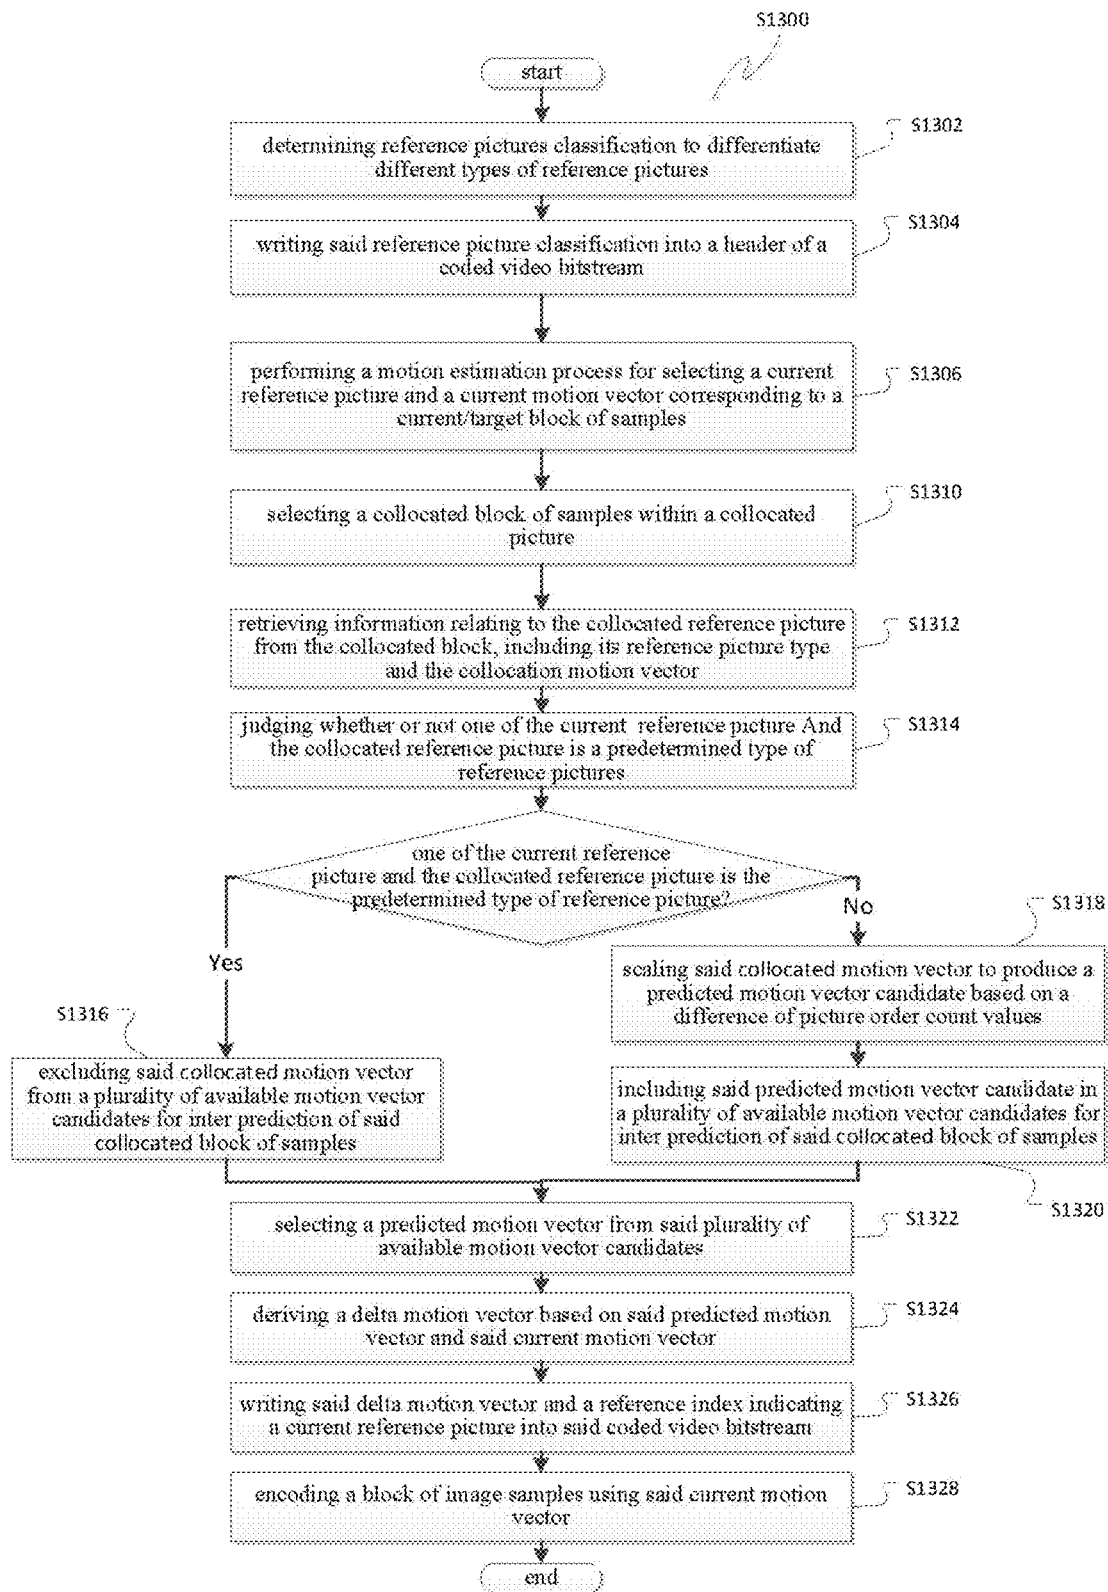 S1300
start
S1302
determining reference pictures classification to differentiate
different types of reference pictures
S1304
writing said reference picture classification into a header of a
coded video bitstream
S1306
performing a motion estimation process for selecting a current
reference picture and a current motion vector corresponding to a
current/target block of samples
S1310
selecting a collocated block of samples within a collocated
picture
S1312
retrieving information relating to the collocated reference picture
from the collocated block, including its reference picture type
and the collocation motion vector
S1314
judging whether or not one of the current reference picture And
the collocated reference picture is a predetermined type of
reference pictures
one of the current reference
picture and the collocated reference picture is the
predetermined type of reference picture?
Yes
No
S1318
scaling said collocated motion vector to produce a
predicted motion vector candidate based on a
difference of picture order count values
S1316
excluding said collocated motion vector
from a plurality of available motion vector
candidates for inter prediction of said
collocated block of samples
including said predicted motion vector candidate in
a plurality of available motion vector candidates for
inter prediction of said collocated block of samples
S1320
S1322
selecting a predicted motion vector from said plurality of
available motion vector candidates
S1324
deriving a delta motion vector based on said predicted motion
vector and said current motion vector
S1326
writing said delta motion vector and a reference index indicating
a current reference picture into said coded video bitstream
S1328
encoding a block of image samples using said current motion
vector
end